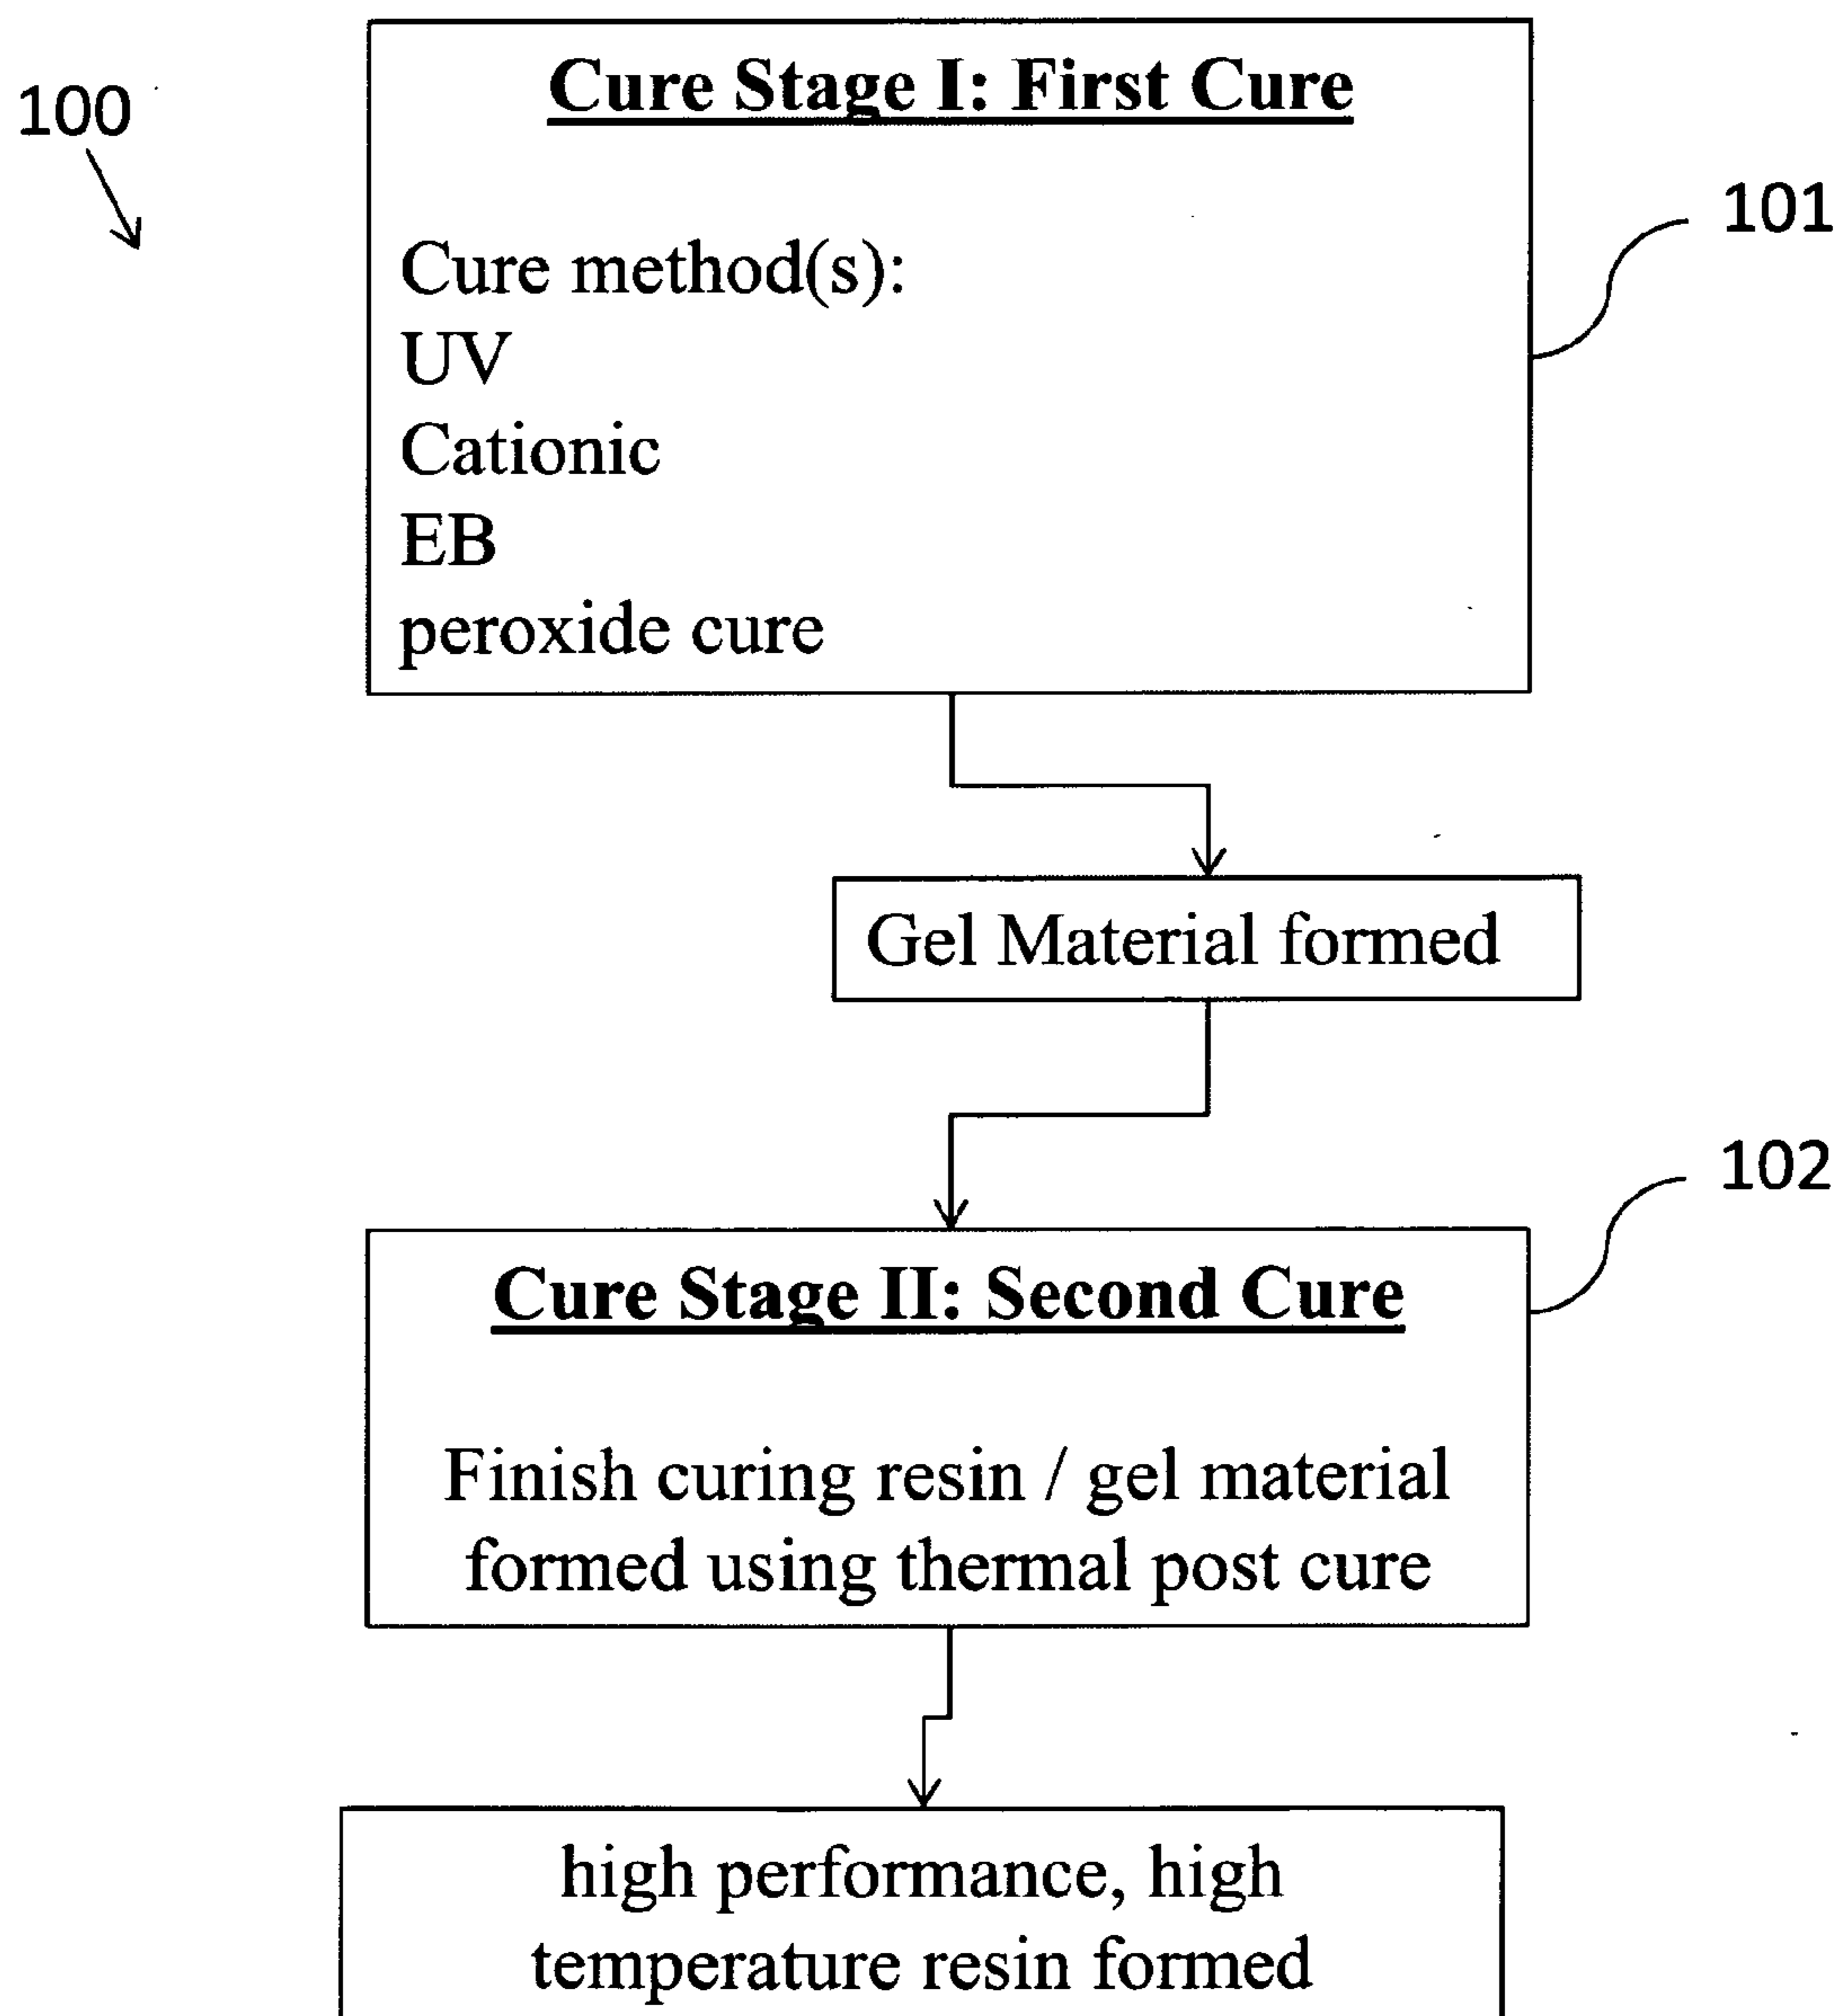 100
Cure Stage I: First Cure
101
Cure method(s):
UV
Cationic
EB
peroxide cure
Gel Material formed
102
Cure Stage II: Second Cure
Finish curing resin / gel material
formed using thermal post cure
high performance, high
temperature resin formed